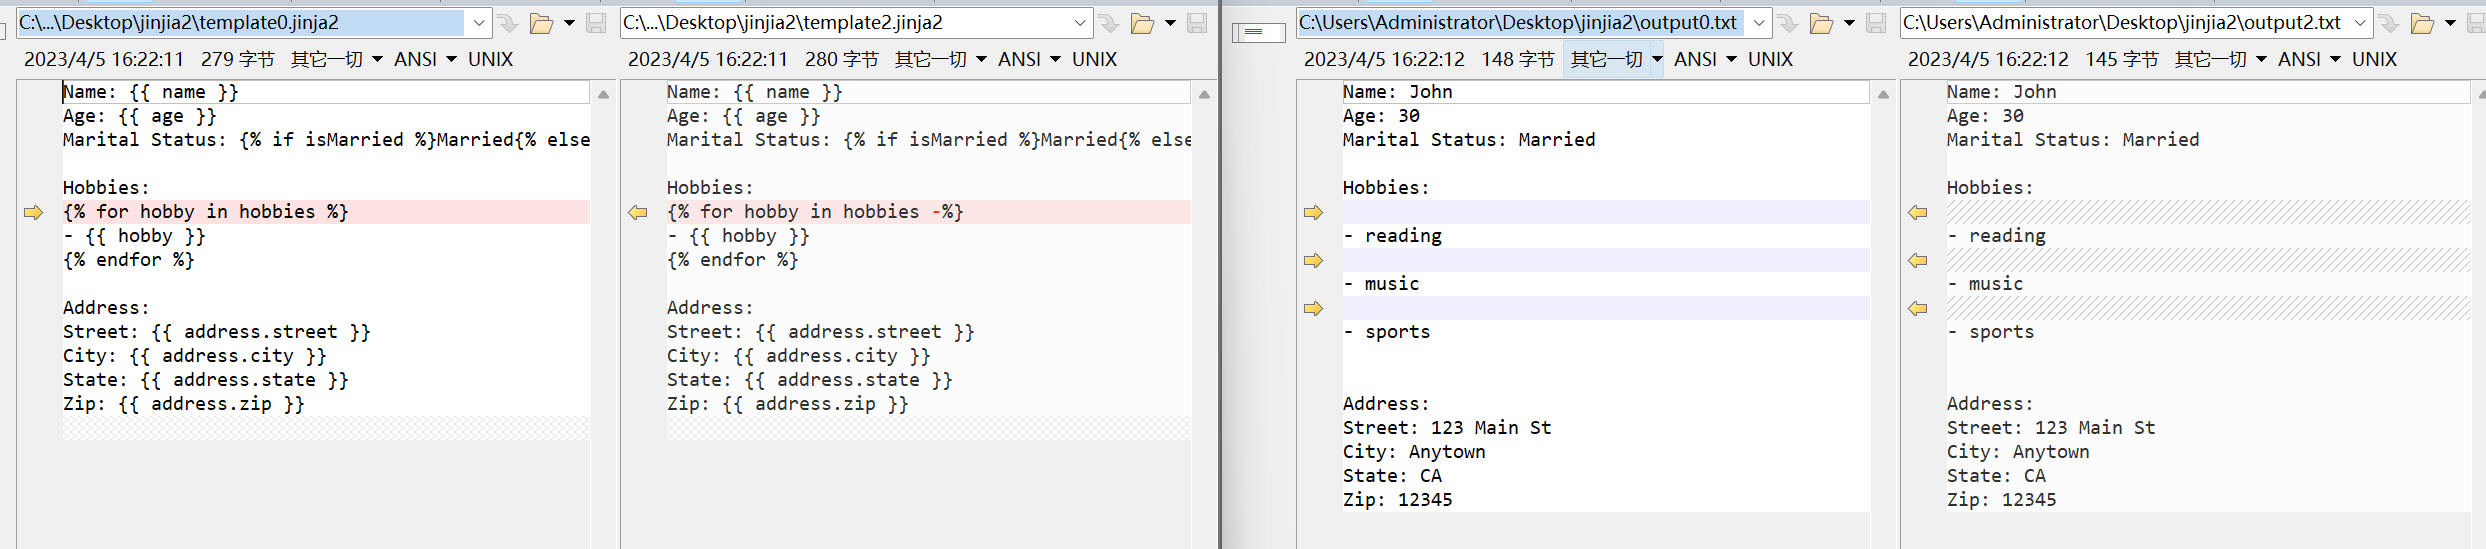 C:\...\Desktop\jinjia2\template0.jinja2
2023/4/5 16:22:11 279 字节 其它一切 ANSI UNIX
Name: {{ name }}
Age: {{ age }}
Marital Status: {% if isMarried %}Married{% else
Hobbies:
{% for hobby in hobbies %}
- {{ hobby }}
{% endfor %}
Address:
Street: {{ address.street }}
City: {{ address.city }}
State: {{ address.state }}
Zip: {{ address.zip }}
C:\...\Desktop\jinjia2\template2.jinja2
2023/4/5 16:22:11 280 字节 其它一切 ANSI UNIX
Name: {{ name }}
Age: {{ age }}
Marital Status: {% if isMarried %}Married{% else
Hobbies:
{% for hobby in hobbies -%}
- {{ hobby }}
{% endfor %}
Address:
Street: {{ address.street }}
City: {{ address.city }}
State: {{ address.state }}
Zip: {{ address.zip }}
C:\Users\Administrator\Desktop\jinjia2\output0.txt
2023/4/5 16:22:12 148 字节 其它一切 ANSI UNIX
Name: John
Age: 30
Marital Status: Married
Hobbies:
- reading
- music
- sports
Address:
Street: 123 Main St
City: Anytown
State: CA
Zip: 12345
C:\Users\Administrator\Desktop\jinjia2\output2.txt
2023/4/5 16:22:12 145 字节 其它一切 ANSI UNIX
Name: John
Age: 30
Marital Status: Married
Hobbies:
- reading
- music
- sports
Address:
Street: 123 Main St
City: Anytown
State: CA
Zip: 12345